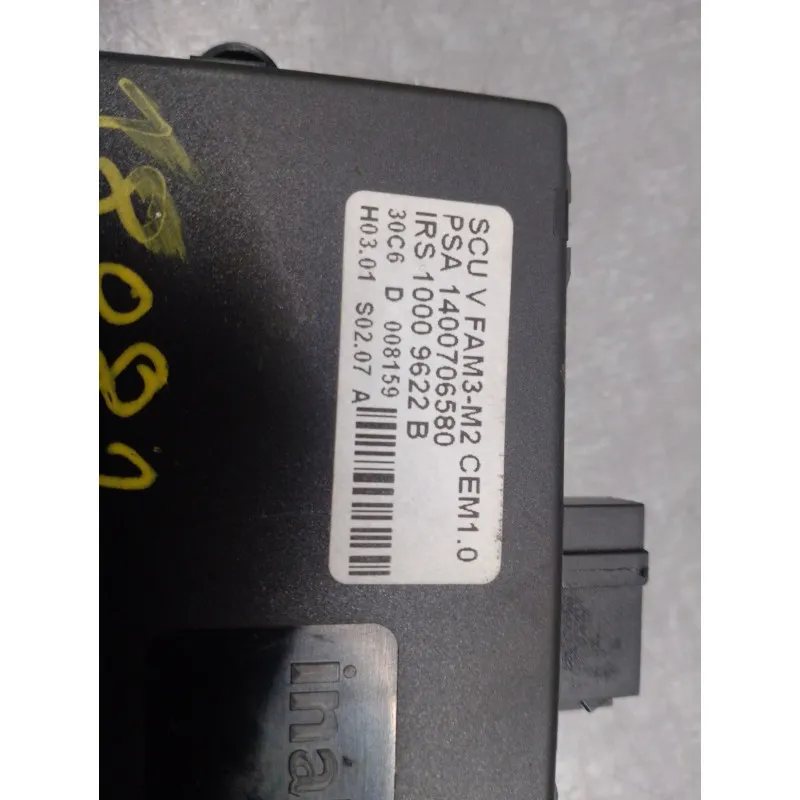 SCU V FAM3-M2 CEM1.0
PSA 1400706580
IRS 1000 9622 B
30C6 D 008159
H03.01 S02.07 A